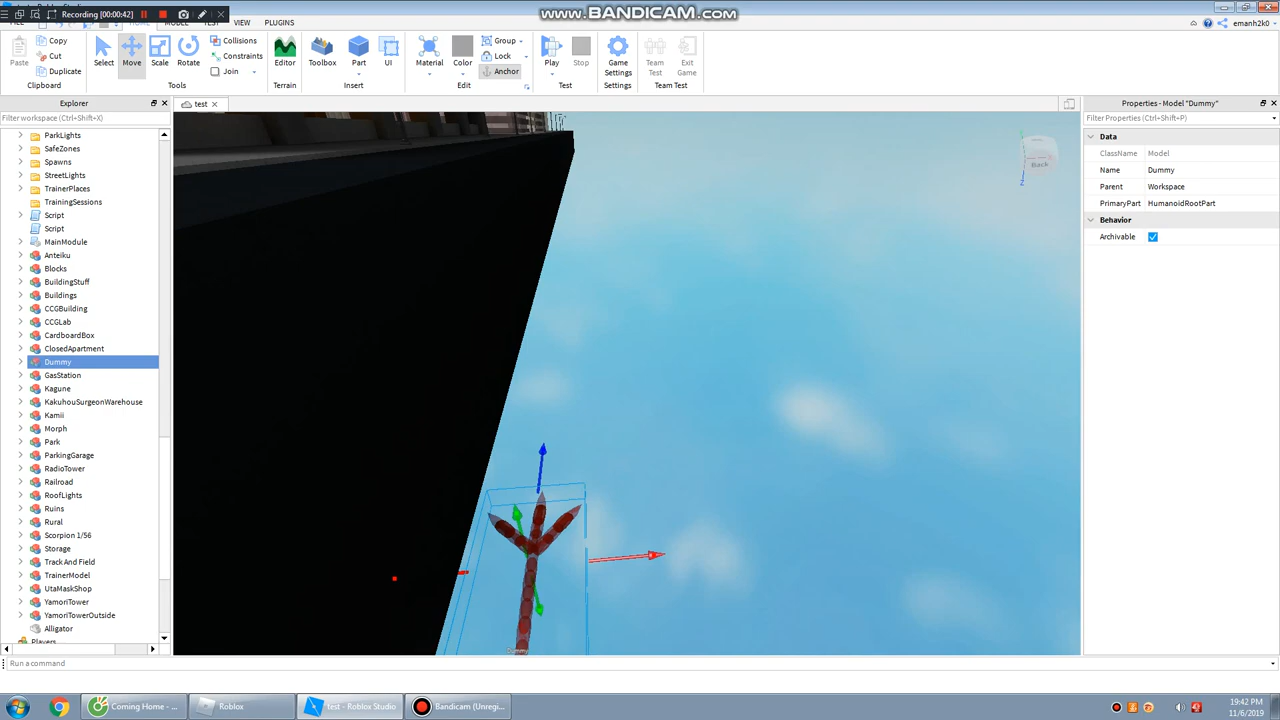 Recording [00:00:42]
www.BANDICAM.com
VIEW
PLUGINS
emanh2k0
Copy
Cut
Duplicate
Paste
Clipboard
Select
Move
Scale
Rotate
Collisions
Constraints
Join
Tools
Editor
Terrain
Toolbox
Part
UI
Insert
Material
Color
Group
Lock
Anchor
Edit
Play
Stop
Test
Game
Settings
Settings
Team
Test
Exit
Game
Team Test
Explorer
Filter workspace (Ctrl+Shift+X)
ParkLights
SafeZones
Spawns
StreetLights
TrainerPlaces
TrainingSessions
Script
Script
MainModule
Anteiku
Blocks
BuildingStuff
Buildings
CCGBuilding
CCGLab
CardboardBox
ClosedApartment
Dummy
GasStation
Kagune
KakuhouSurgeonWarehouse
Kamii
Morph
Park
ParkingGarage
RadioTower
Railroad
RoofLights
Ruins
Rural
Scorpion 1/56
Storage
Track And Field
TrainerModel
UtaMaskShop
YamoriTower
YamoriTowerOutside
Alligator
Players
test
Back
Z
Dummy
Properties - Model "Dummy"
Filter Properties (Ctrl+Shift+P)
Data
ClassName Model
Name Dummy
Parent Workspace
PrimaryPart HumanoidRootPart
Behavior
Archivable
Run a command
Coming Home - ...
Roblox
test - Roblox Studio
Bandicam (Unregi...
19:42 PM
11/6/2019